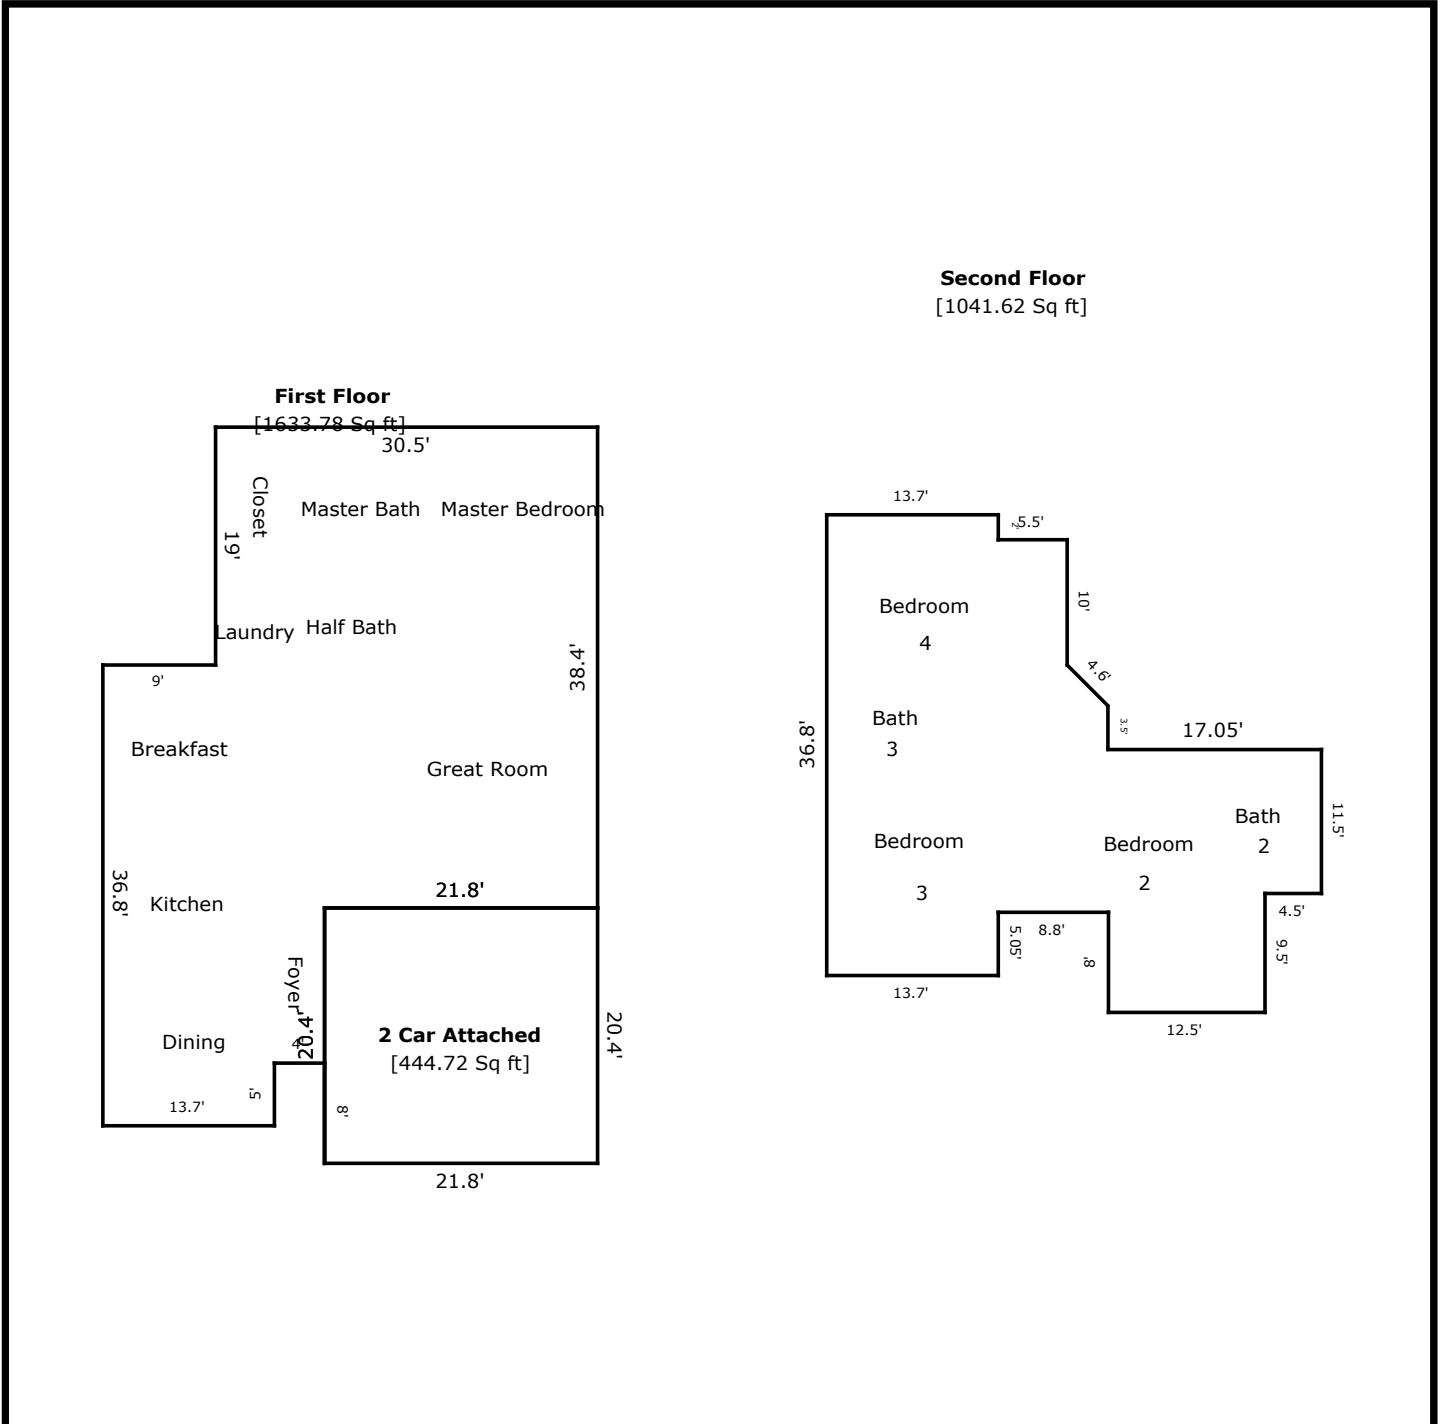 Second Floor
[1041.62 Sq ft]
First Floor
[1633.78 Sq ft]
30.5'
Closet
Master Bath
Master Bedroom
19'
Laundry
Half Bath
38.4'
9'
Breakfast
Great Room
36.8'
Kitchen
21.8'
Foyer
20.4'
Dining
4'
2 Car Attached
[444.72 Sq ft]
20.4'
5'
13.7'
8'
21.8'
13.7'
2'
5.5'
Bedroom
4
10'
4.6'
Bath
3
3.5'
17.05'
36.8'
Bath
2
11.5'
Bedroom
3
Bedroom
2
4.5'
5.05'
8.8'
8'
9.5'
13.7'
12.5'